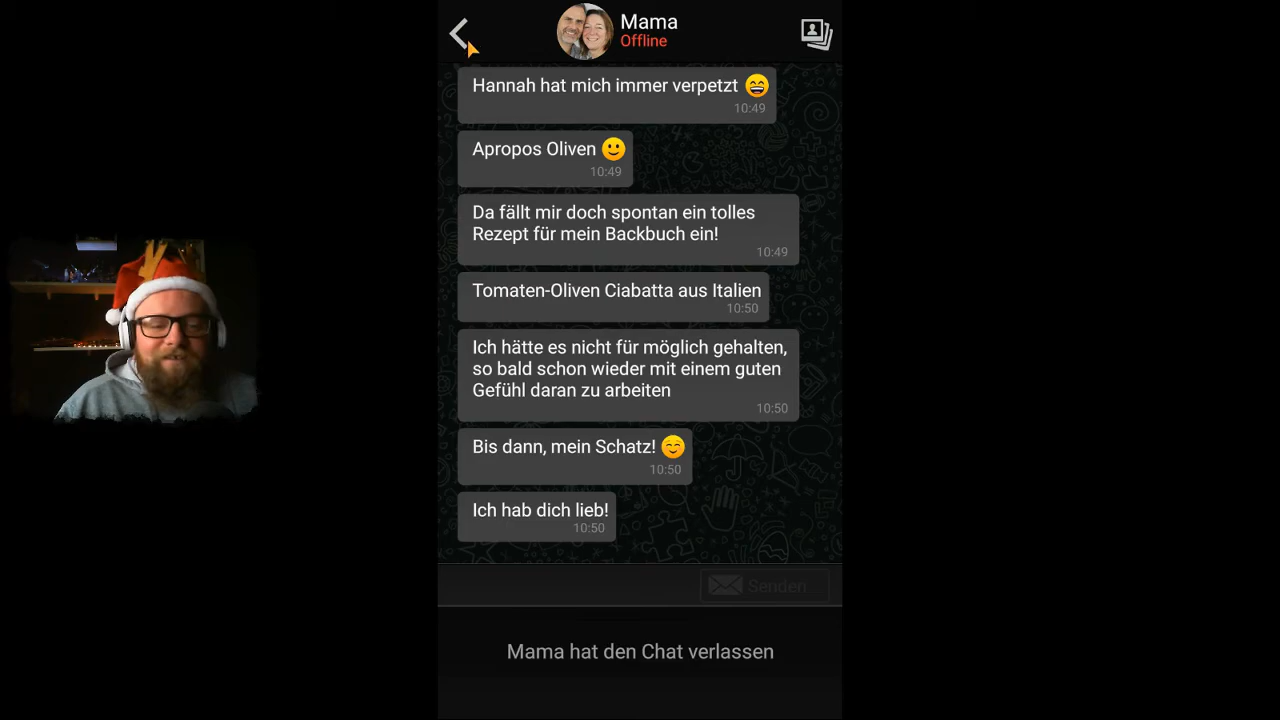 Mama
Offline
Hannah hat mich immer verpetzt 😄
10:49
Apropos Oliven 🙂
10:49
Da fällt mir doch spontan ein tolles
Rezept für mein Backbuch ein!
10:49
Tomaten-Oliven Ciabatta aus Italien
10:50
Ich hätte es nicht für möglich gehalten,
so bald schon wieder mit einem guten
Gefühl daran zu arbeiten
10:50
Bis dann, mein Schatz! ☺️
10:50
Ich hab dich lieb!
10:50
Senden
Mama hat den Chat verlassen